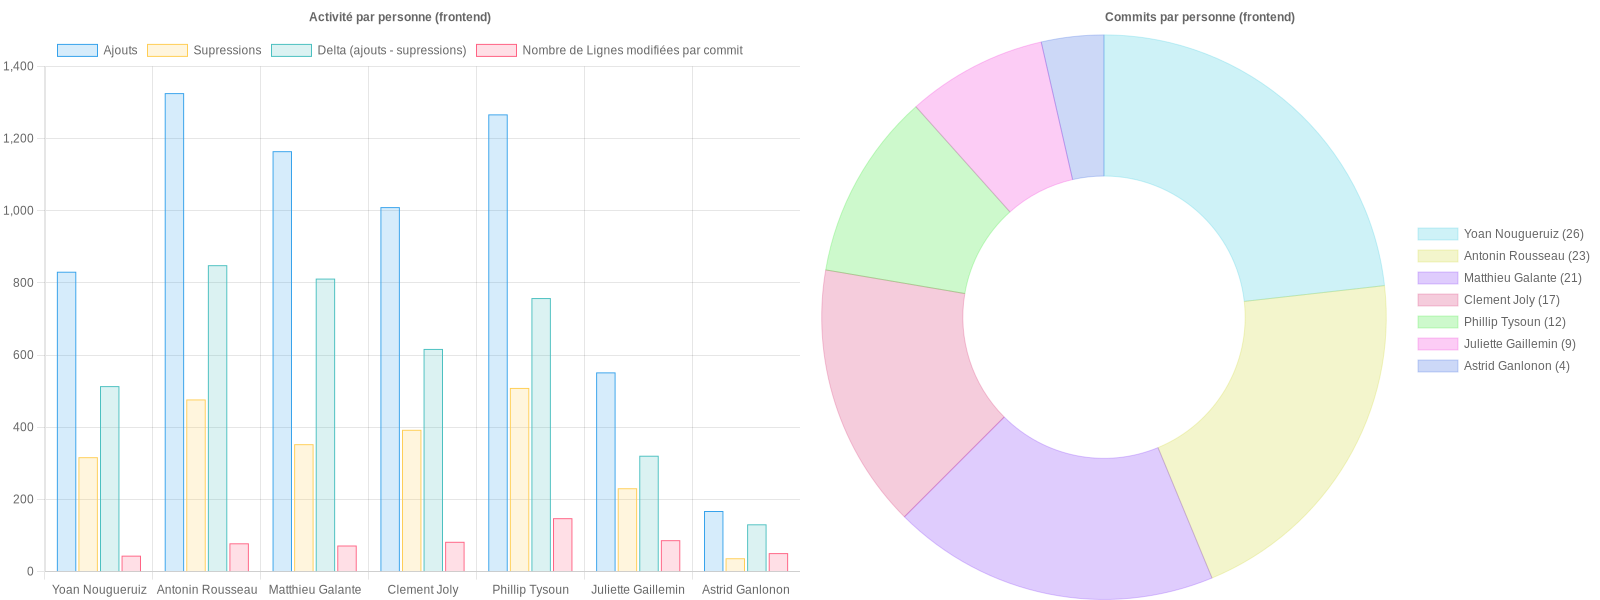 Activité par personne (frontend)
Ajouts
Supressions
Delta (ajouts - supressions)
Nombre de Lignes modifiées par commit
1,400
1,200
1,000
800
600
400
200
0
Yoan Nougueruiz
Antonin Rousseau
Matthieu Galante
Clement Joly
Phillip Tysoun
Juliette Gaillemin
Astrid Ganlonon
Commits par personne (frontend)
Yoan Nougueruiz (26)
Antonin Rousseau (23)
Matthieu Galante (21)
Clement Joly (17)
Phillip Tysoun (12)
Juliette Gaillemin (9)
Astrid Ganlonon (4)